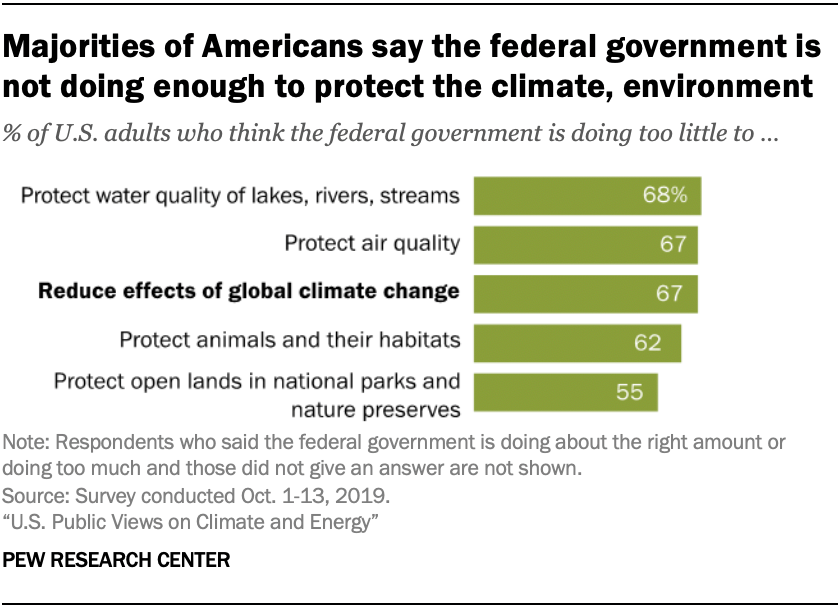 Majorities of Americans say the federal government is
not doing enough to protect the climate, environment
% of U.S. adults who think the federal government is doing too little to ...
Protect water quality of lakes, rivers, streams 68%
Protect air quality 67
Reduce effects of global climate change 67
Protect animals and their habitats 62
Protect open lands in national parks and
nature preserves 55
Note: Respondents who said the federal government is doing about the right amount or
doing too much and those did not give an answer are not shown.
Source: Survey conducted Oct. 1-13, 2019.
“U.S. Public Views on Climate and Energy”
PEW RESEARCH CENTER